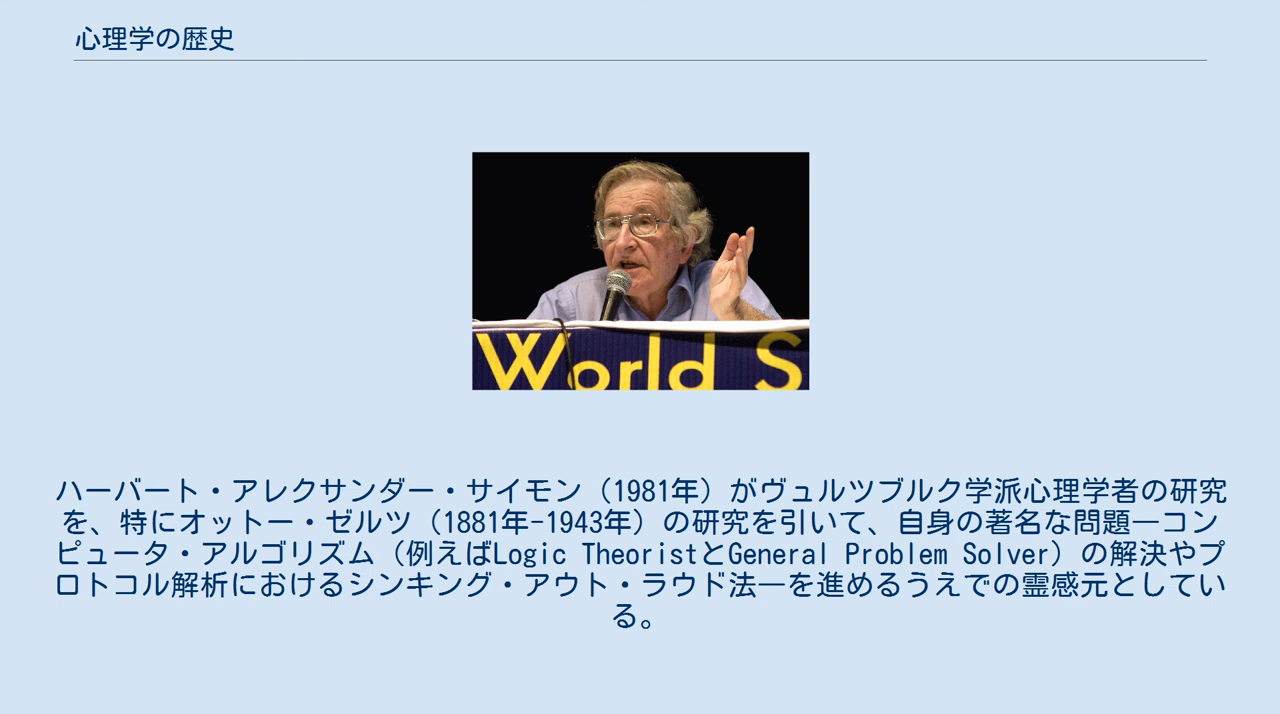 心理学の歴史
World S
ハーバート・アレクサンダー・サイモン（1981年）がヴュルツブルク学派心理学者の研究
を、特にオットー・ゼルツ（1881年-1943年）の研究を引いて、自身の著名な問題―コン
ピュータ・アルゴリズム（例えばLogic TheoristとGeneral Problem Solver）の解決やプ
ロトコル解析におけるシンキング・アウト・ラウド法―を進めるうえでの霊感元としてい
る。